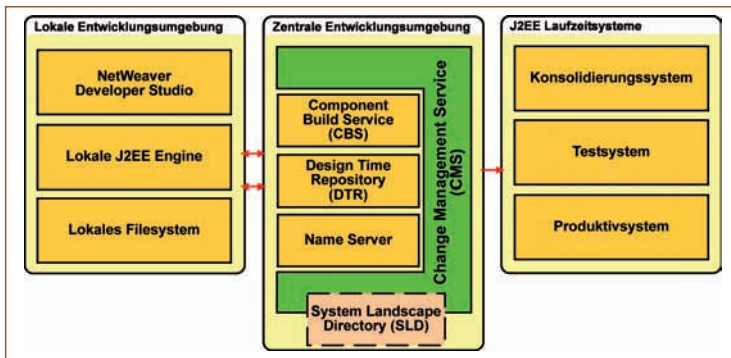 Lokale Entwicklungsumgebung
NetWeaver
Developer Studio
Lokale J2EE Engine
Lokales Filesystem
Zentrale Entwicklungsumgebung
Component
Build Service
(CBS)
Design Time
Repository
(DTR)
Name Server
Change Management Service
(CMS)
System Landscape
Directory (SLD)
J2EE Laufzeitsysteme
Konsolidierungssystem
Testsystem
Produktivsystem